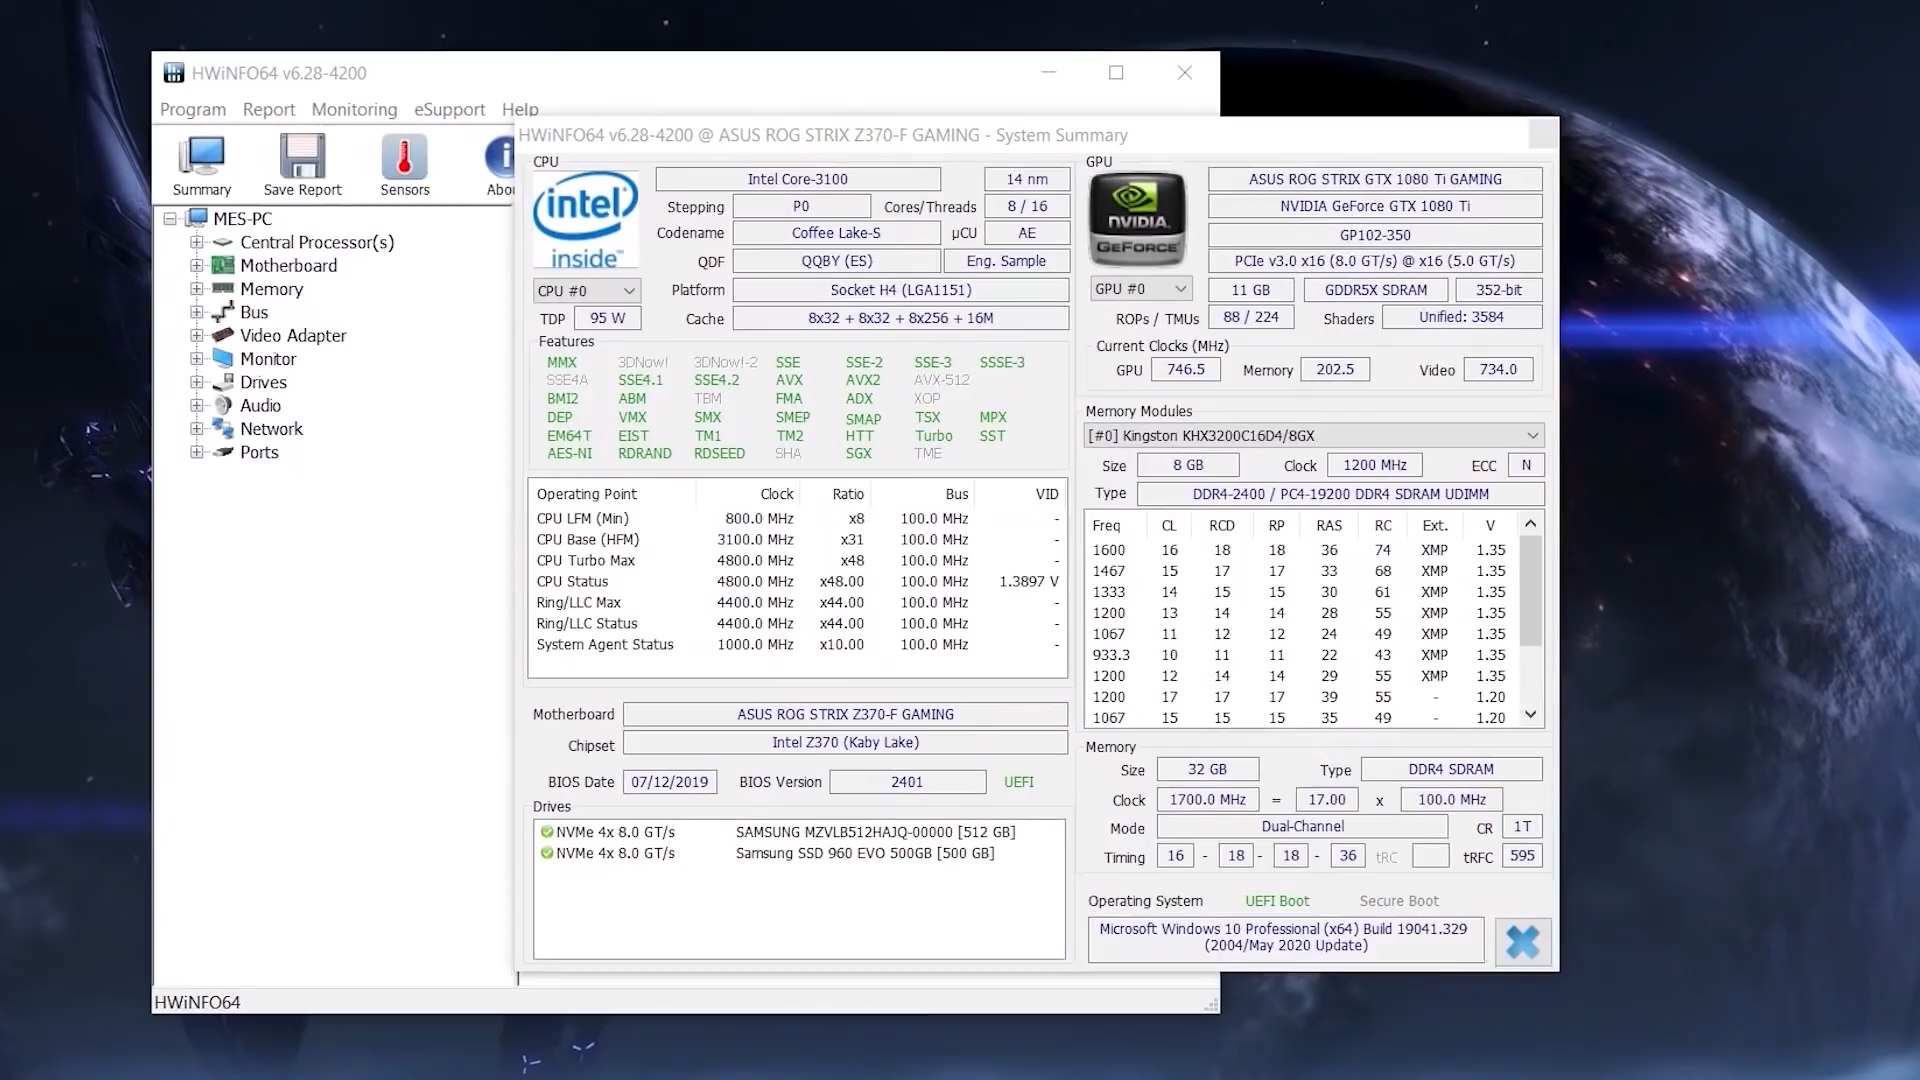 HWiNFO64 v6.28-4200
Program Report Monitoring eSupport Help
Summary Save Report Sensors Abou
MES-PC
Central Processor(s)
Motherboard
Memory
Bus
Video Adapter
Monitor
Drives
Audio
Network
Ports
HWiNFO64
HWiNFO64 v6.28-4200 @ ASUS ROG STRIX Z370-F GAMING - System Summary
CPU
intel inside™
Intel Core-3100 14 nm
Stepping P0 Cores/Threads 8 / 16
Codename Coffee Lake-S µCU AE
QDF QQBY (ES) Eng. Sample
CPU #0 Platform Socket H4 (LGA1151)
TDP 95 W Cache 8x32 + 8x32 + 8x256 + 16M
Features
MMX 3DNow! 3DNow!-2 SSE SSE-2 SSE-3 SSSE-3
SSE4A SSE4.1 SSE4.2 AVX AVX2 AVX-512
BMI2 ABM TBM FMA ADX XOP
DEP VMX SMX SMEP SMAP TSX MPX
EM64T EIST TM1 TM2 HTT Turbo SST
AES-NI RDRAND RDSEED SHA SGX TME
Operating Point Clock Ratio Bus VID
CPU LFM (Min) 800.0 MHz x8 100.0 MHz -
CPU Base (HFM) 3100.0 MHz x31 100.0 MHz -
CPU Turbo Max 4800.0 MHz x48 100.0 MHz -
CPU Status 4800.0 MHz x48.00 100.0 MHz 1.3897 V
Ring/LLC Max 4400.0 MHz x44.00 100.0 MHz -
Ring/LLC Status 4400.0 MHz x44.00 100.0 MHz -
System Agent Status 1000.0 MHz x10.00 100.0 MHz -
Motherboard ASUS ROG STRIX Z370-F GAMING
Chipset Intel Z370 (Kaby Lake)
BIOS Date 07/12/2019 BIOS Version 2401 UEFI
Drives
NVMe 4x 8.0 GT/s SAMSUNG MZVLB512HAJQ-00000 [512 GB]
NVMe 4x 8.0 GT/s Samsung SSD 960 EVO 500GB [500 GB]
GPU
NVIDIA GEFORCE
ASUS ROG STRIX GTX 1080 Ti GAMING
NVIDIA GeForce GTX 1080 Ti
GP102-350
PCIe v3.0 x16 (8.0 GT/s) @ x16 (5.0 GT/s)
GPU #0 11 GB GDDR5X SDRAM 352-bit
ROPs / TMUs 88 / 224 Shaders Unified: 3584
Current Clocks (MHz)
GPU 746.5 Memory 202.5 Video 734.0
Memory Modules
[#0] Kingston KHX3200C16D4/8GX
Size 8 GB Clock 1200 MHz ECC N
Type DDR4-2400 / PC4-19200 DDR4 SDRAM UDIMM
Freq CL RCD RP RAS RC Ext. V
1600 16 18 18 36 74 XMP 1.35
1467 15 17 17 33 68 XMP 1.35
1333 14 15 15 30 61 XMP 1.35
1200 13 14 14 28 55 XMP 1.35
1067 11 12 12 24 49 XMP 1.35
933.3 10 11 11 22 43 XMP 1.35
1200 12 14 14 29 55 XMP 1.35
1200 17 17 17 39 55 - 1.20
1067 15 15 15 35 49 - 1.20
Memory
Size 32 GB Type DDR4 SDRAM
Clock 1700.0 MHz = 17.00 x 100.0 MHz
Mode Dual-Channel CR 1T
Timing 16 - 18 - 18 - 36 tRC tRFC 595
Operating System UEFI Boot Secure Boot
Microsoft Windows 10 Professional (x64) Build 19041.329
(2004/May 2020 Update)